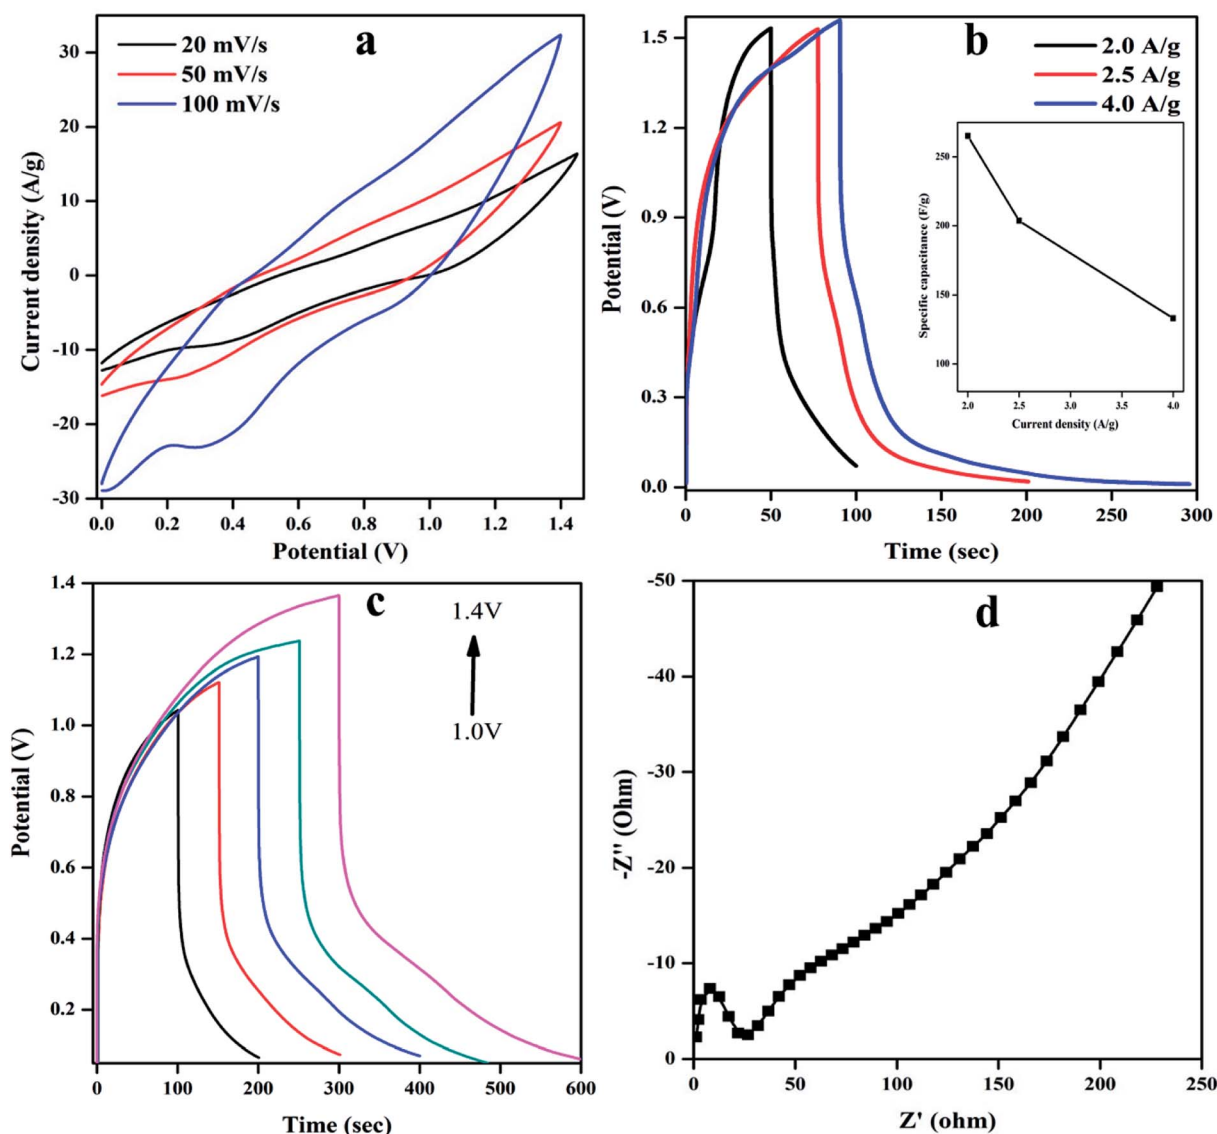 a
20 mV/s
50 mV/s
100 mV/s
Current density (A/g)
30
20
10
0
-10
-20
-30
0.0 0.2 0.4 0.6 0.8 1.0 1.2 1.4
Potential (V)
b
2.0 A/g
2.5 A/g
4.0 A/g
Potential (V)
1.5
1.2
0.9
0.6
0.3
0.0
0 50 100 150 200 250 300
Time (sec)
Specific capacitance (F/g)
250
200
150
100
2.0 2.5 3.0 3.5 4.0
Current density (A/g)
c
1.4V
1.0V
Potential (V)
1.4
1.2
1.0
0.8
0.6
0.4
0.2
0 100 200 300 400 500 600
Time (sec)
d
-Z'' (Ohm)
-50
-40
-30
-20
-10
0
0 50 100 150 200 250
Z' (ohm)